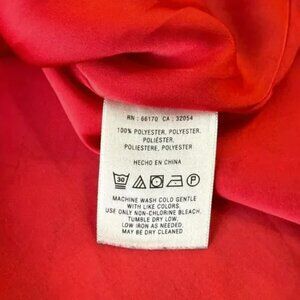 RN : 66170 CA : 32054
100% POLYESTER, POLYESTER,
POLIÉSTER,
POLIESTERE, POLYESTER
HECHO EN CHINA
30 P
MACHINE WASH COLD GENTLE
WITH LIKE COLORS.
USE ONLY NON-CHLORINE BLEACH,
TUMBLE DRY LOW,
LOW IRON AS NEEDED.
MAY BE DRY CLEANED